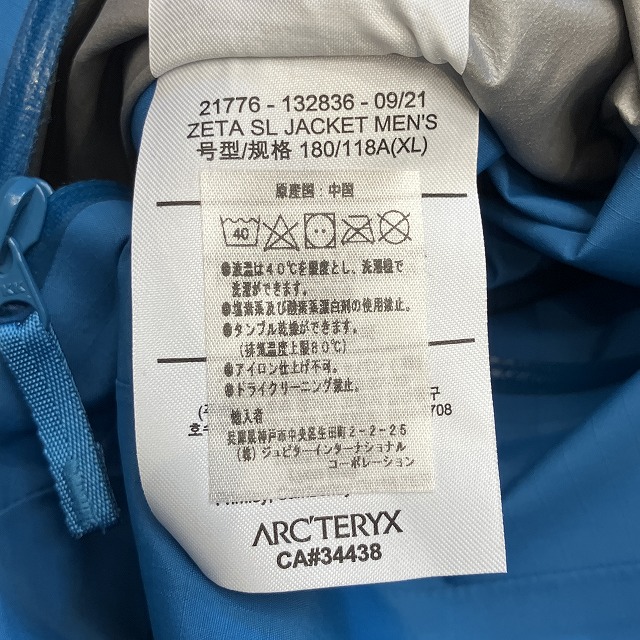 21776 - 132836 - 09/21
ZETA SL JACKET MEN'S
号型/规格 180/118A(XL)
原産国：中国
40
●液温は40℃を限度とし、洗濯機で
洗濯ができます。
●塩素系及び酸素系漂白剤の使用禁止。
●タンブル乾燥ができます。
(排気温度上限80℃)
●アイロン仕上げ不可。
●ドライクリーニング禁止。
輸入者
兵庫県神戸市中央区生田町2-2-25
(株)ジュピターインターナショナル
コーポレーション
구
호수
708
ARC'TERYX
CA#34438